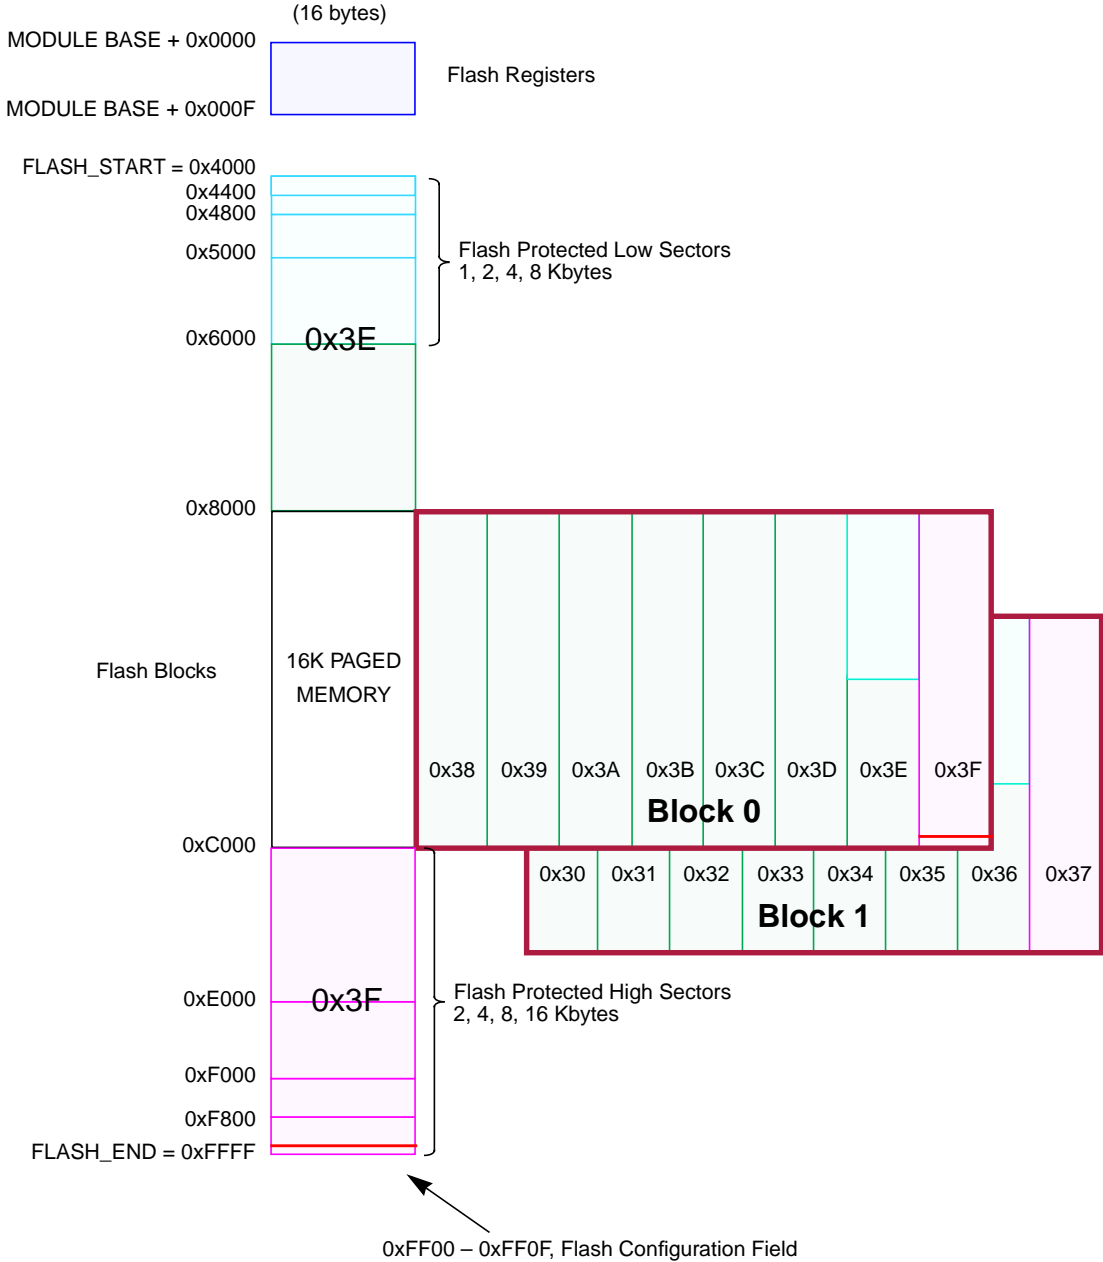 (16 bytes)
MODULE BASE + 0x0000
Flash Registers
MODULE BASE + 0x000F
FLASH_START = 0x4000
0x4400
0x4800
0x5000
Flash Protected Low Sectors
1, 2, 4, 8 Kbytes
0x6000
0x3E
0x8000
Flash Blocks
16K PAGED
MEMORY
0x38 0x39 0x3A 0x3B 0x3C 0x3D 0x3E 0x3F
Block 0
0xC000
0x30 0x31 0x32 0x33 0x34 0x35 0x36 0x37
Block 1
0xE000
0x3F
Flash Protected High Sectors
2, 4, 8, 16 Kbytes
0xF000
0xF800
FLASH_END = 0xFFFF
0xFF00 – 0xFF0F, Flash Configuration Field